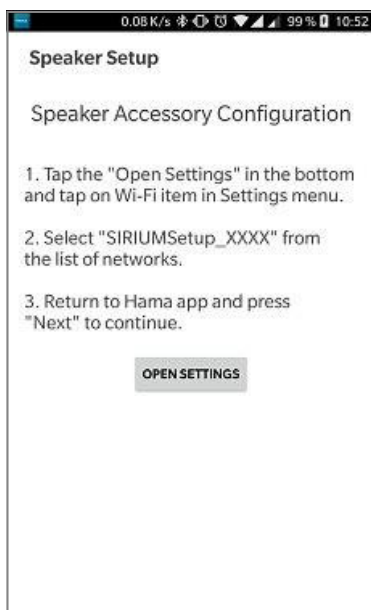 0.08 K/s 99 % 10:52
Speaker Setup
Speaker Accessory Configuration
1. Tap the "Open Settings" in the bottom
and tap on Wi-Fi item in Settings menu.
2. Select "SIRIUMSetup_XXXX" from
the list of networks.
3. Return to Hama app and press
"Next" to continue.
OPEN SETTINGS